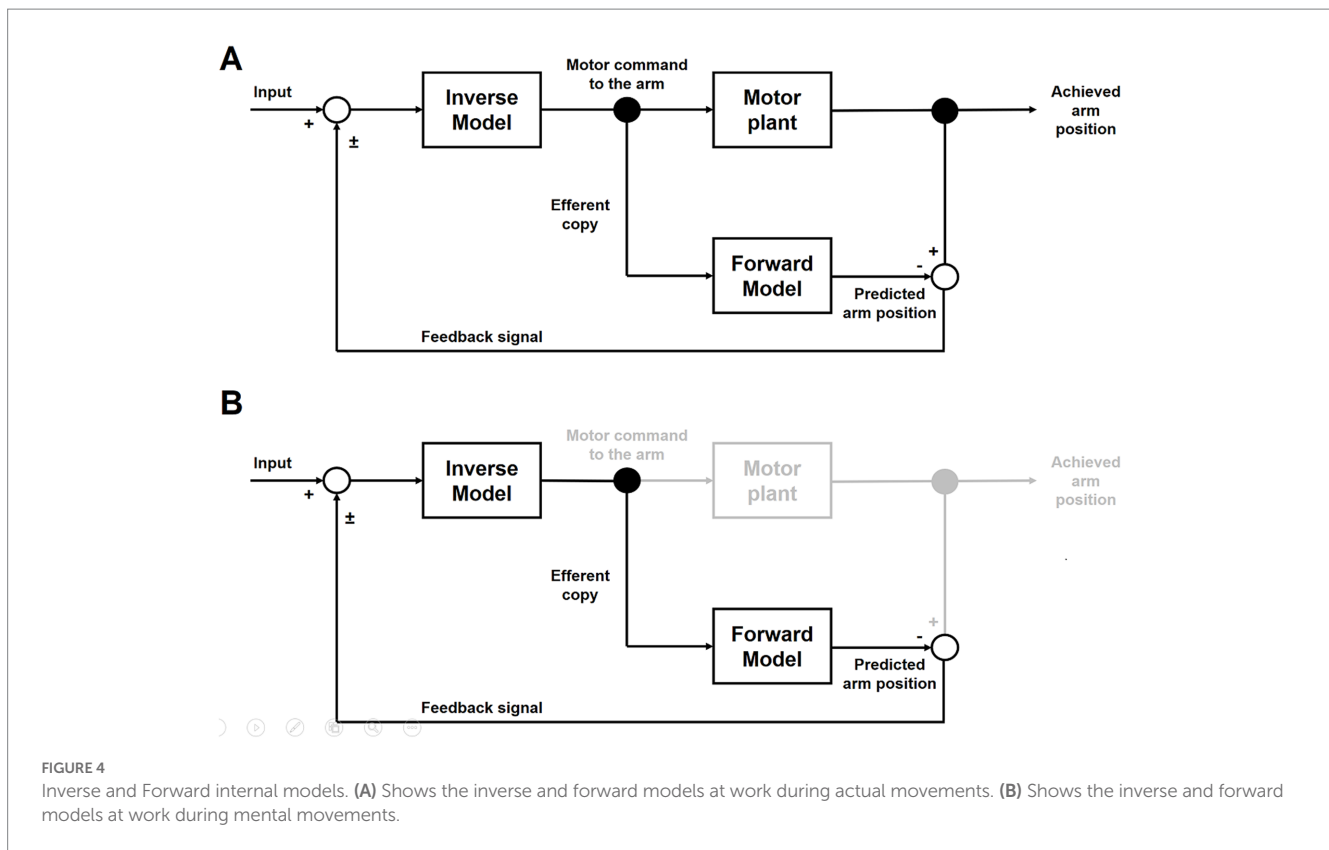 A
Input
+
±
Inverse
Model
Motor command
to the arm
Motor
plant
Achieved
arm
position
Efferent
copy
Forward
Model
+
-
Predicted
arm position
Feedback signal
B
Input
+
±
Inverse
Model
Motor command
to the arm
Motor
plant
Achieved
arm
position
Efferent
copy
Forward
Model
+
-
Predicted
arm position
Feedback signal
FIGURE 4
Inverse and Forward internal models. (A) Shows the inverse and forward models at work during actual movements. (B) Shows the inverse and forward
models at work during mental movements.